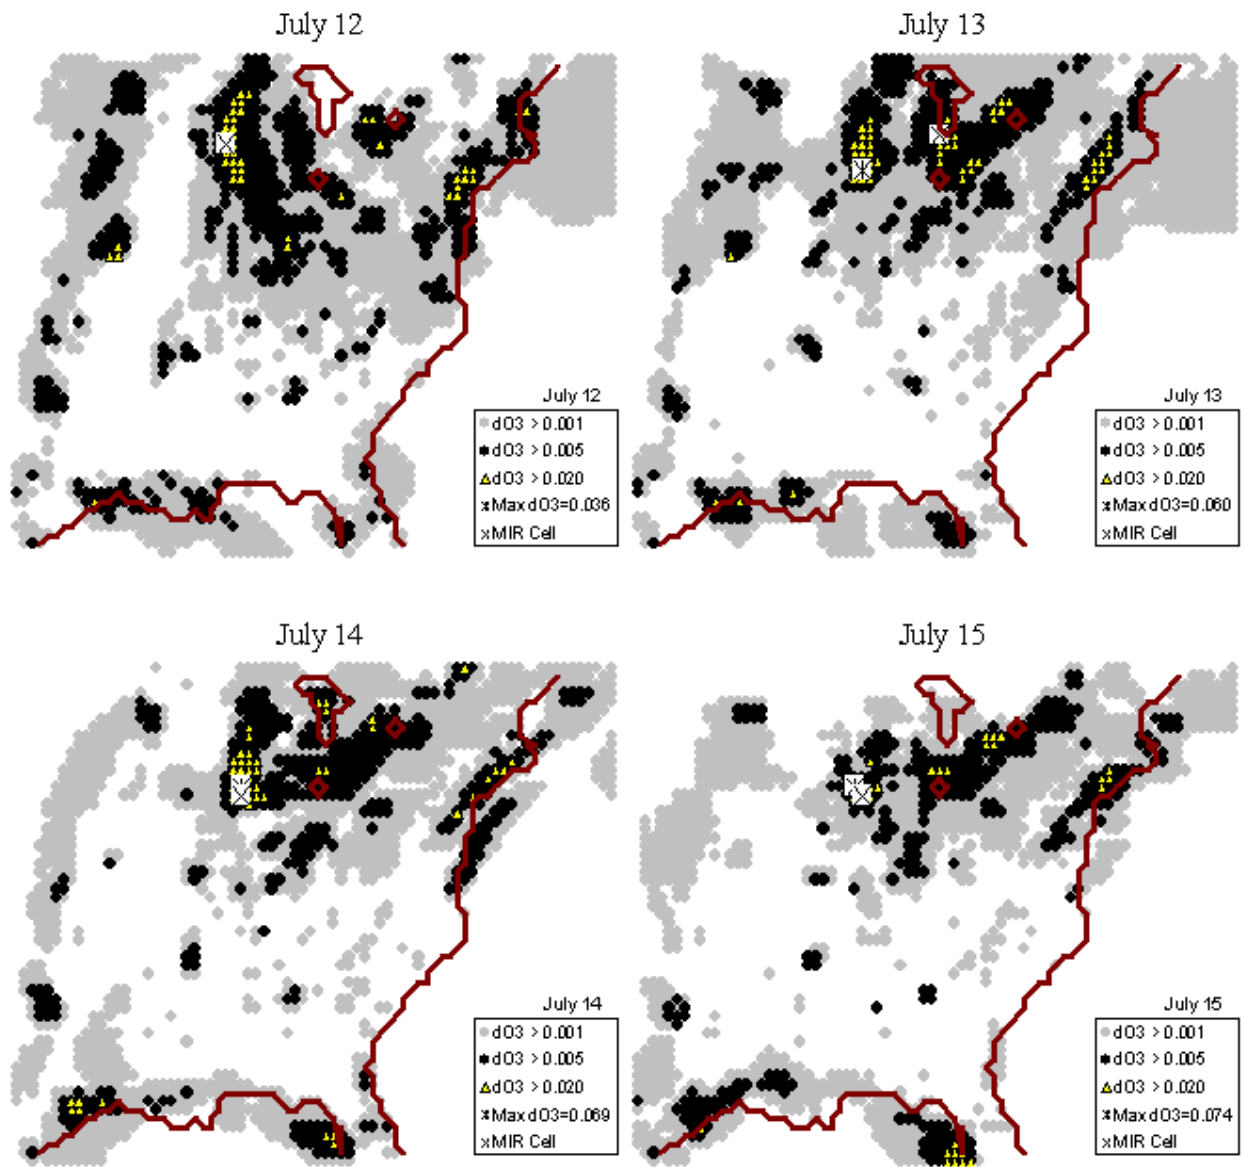 July 12
July 13
July 12
dO3 > 0.001
dO3 > 0.005
dO3 > 0.020
Max dO3=0.036
MIR Cell
July 13
dO3 > 0.001
dO3 > 0.005
dO3 > 0.020
Max dO3=0.060
MIR Cell
July 14
July 15
July 14
dO3 > 0.001
dO3 > 0.005
dO3 > 0.020
Max dO3=0.069
MIR Cell
July 15
dO3 > 0.001
dO3 > 0.005
dO3 > 0.020
Max dO3=0.074
MIR Cell